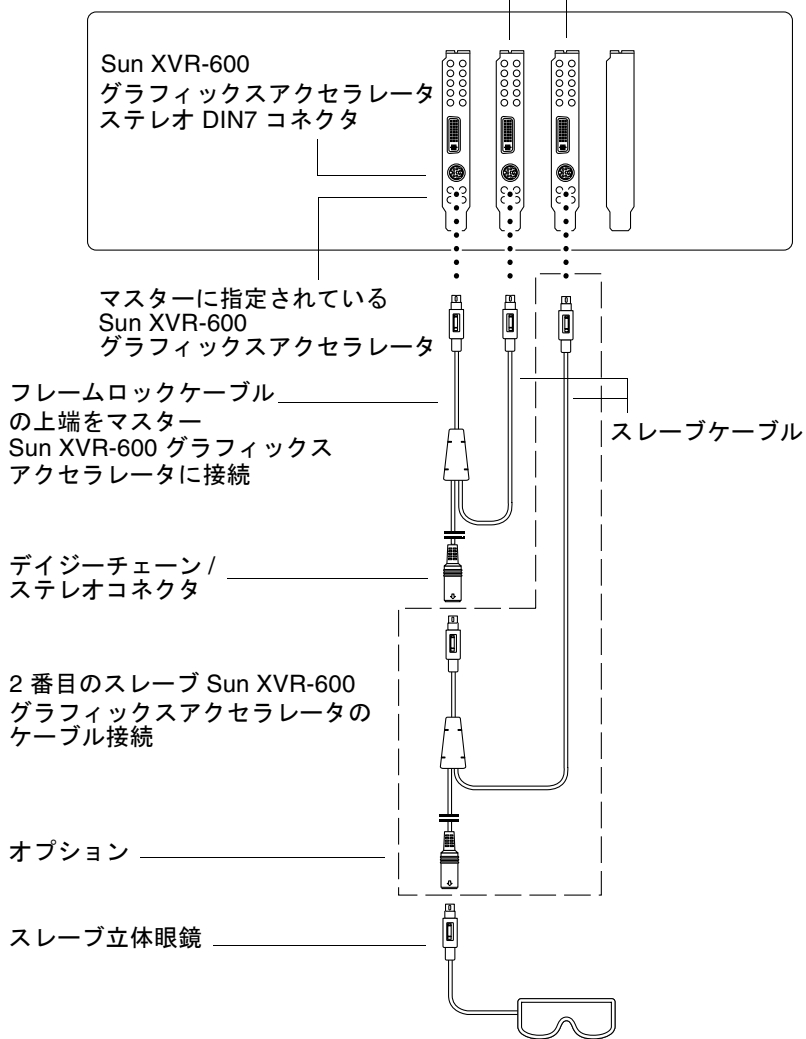 Sun XVR-600
グラフィックスアクセラレータ
ステレオ DIN7 コネクタ
マスターに指定されている
Sun XVR-600
グラフィックスアクセラレータ
フレームロックケーブル
の上端をマスター
Sun XVR-600 グラフィックス
アクセラレータに接続
スレーブケーブル
デイジーチェーン /
ステレオコネクタ
2 番目のスレーブ Sun XVR-600
グラフィックスアクセラレータの
ケーブル接続
オプション
スレーブ立体眼鏡